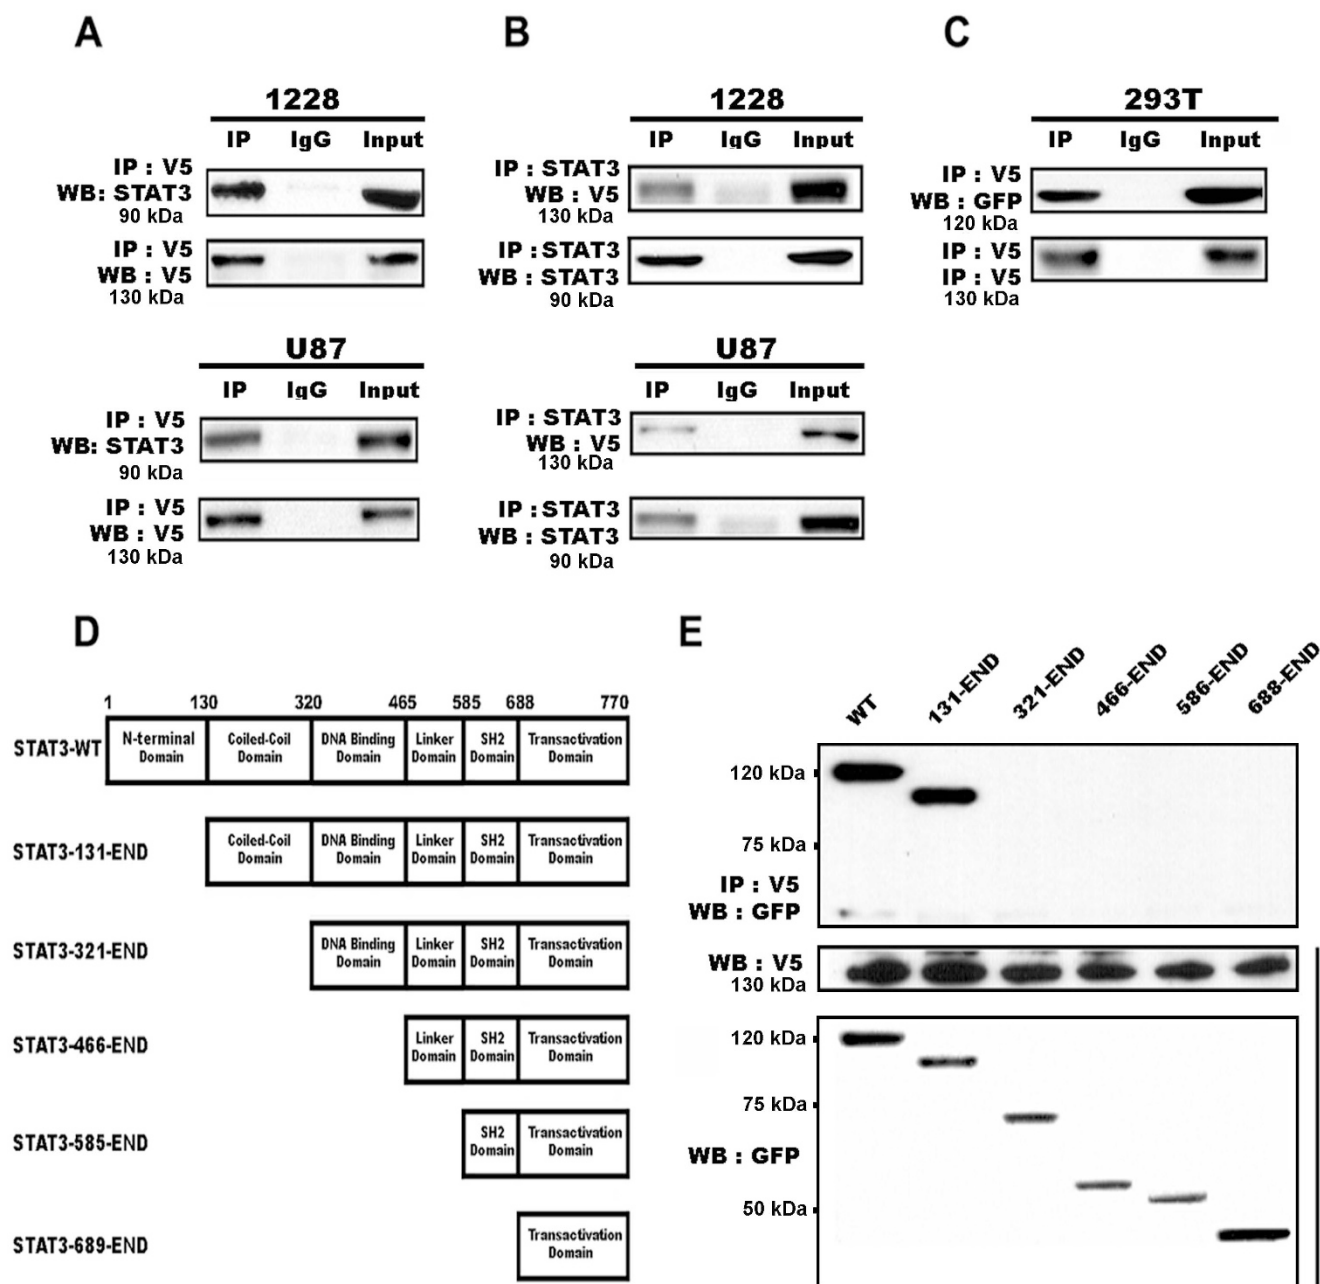 A
1228
IP IgG Input
IP : V5
WB: STAT3
90 kDa
IP : V5
WB : V5
130 kDa
U87
IP IgG Input
IP : V5
WB: STAT3
90 kDa
IP : V5
WB : V5
130 kDa
B
1228
IP IgG Input
IP : STAT3
WB : V5
130 kDa
IP : STAT3
WB : STAT3
90 kDa
U87
IP IgG Input
IP : STAT3
WB : V5
130 kDa
IP : STAT3
WB : STAT3
90 kDa
C
293T
IP IgG Input
IP : V5
WB : GFP
120 kDa
IP : V5
IP : V5
130 kDa
D
1 130 320 465 585 688 770
STAT3-WT
N-terminal Domain
Coiled-Coil Domain
DNA Binding Domain
Linker Domain
SH2 Domain
Transactivation Domain
STAT3-131-END
Coiled-Coil Domain
DNA Binding Domain
Linker Domain
SH2 Domain
Transactivation Domain
STAT3-321-END
DNA Binding Domain
Linker Domain
SH2 Domain
Transactivation Domain
STAT3-466-END
Linker Domain
SH2 Domain
Transactivation Domain
STAT3-585-END
SH2 Domain
Transactivation Domain
STAT3-689-END
Transactivation Domain
E
WT 131-END 321-END 466-END 586-END 688-END
120 kDa
75 kDa
IP : V5
WB : GFP
WB : V5
130 kDa
120 kDa
75 kDa
WB : GFP
50 kDa